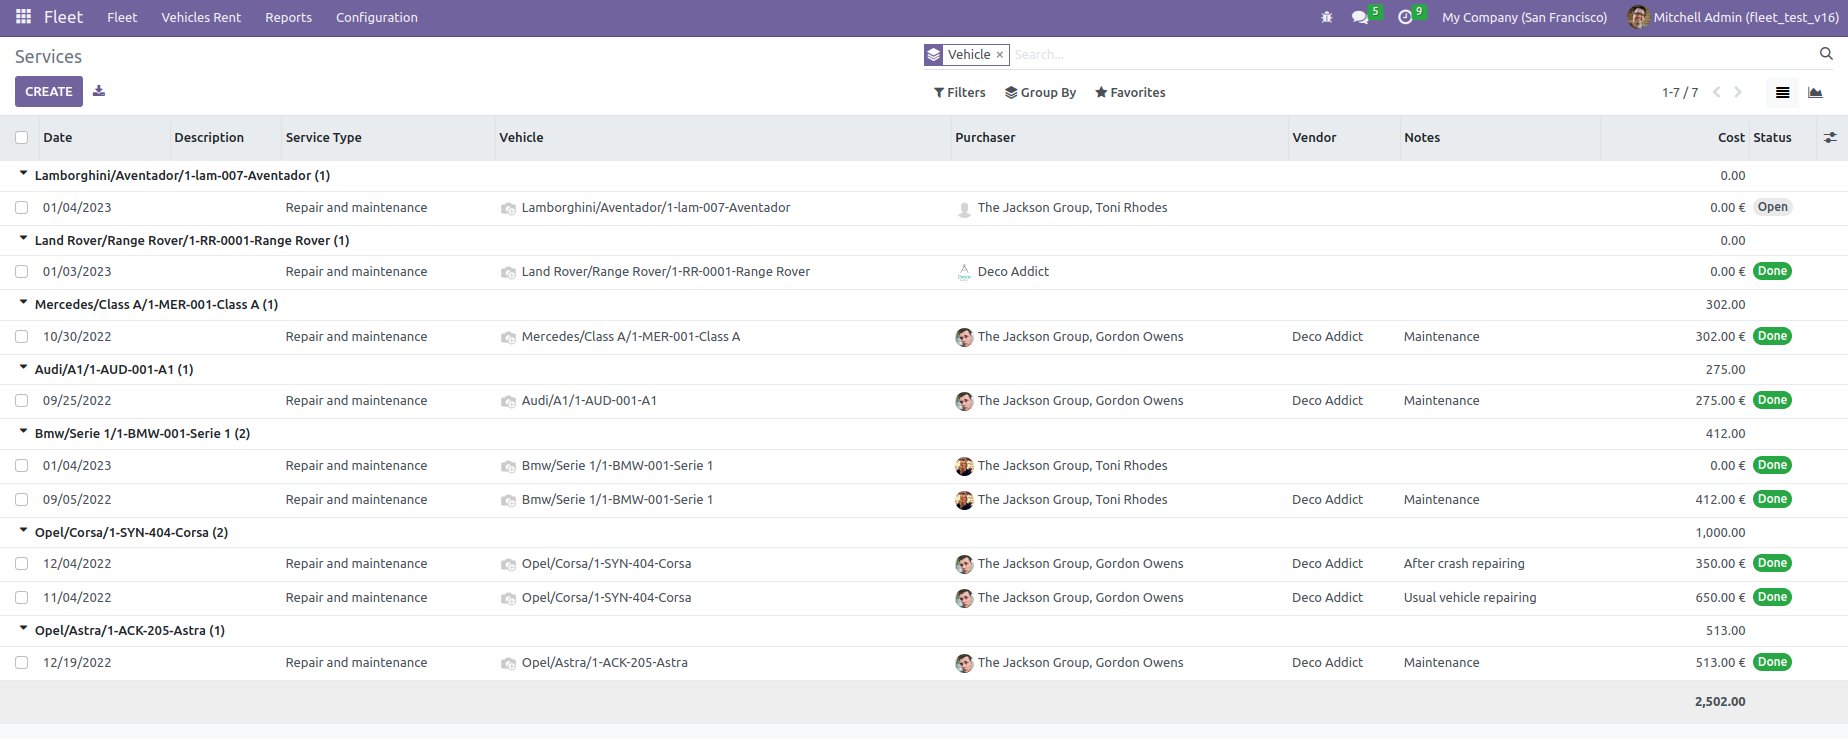 Fleet Fleet Vehicles Rent Reports Configuration 5 9 My Company (San Francisco) Mitchell Admin (fleet_test_v16)
Services Vehicle × Search...
CREATE Filters Group By Favorites 1-7 / 7
Date Description Service Type Vehicle Purchaser Vendor Notes Cost Status
Lamborghini/Aventador/1-lam-007-Aventador (1) 0.00
01/04/2023 Repair and maintenance Lamborghini/Aventador/1-lam-007-Aventador The Jackson Group, Toni Rhodes 0.00 € Open
Land Rover/Range Rover/1-RR-0001-Range Rover (1) 0.00
01/03/2023 Repair and maintenance Land Rover/Range Rover/1-RR-0001-Range Rover Deco Addict 0.00 € Done
Mercedes/Class A/1-MER-001-Class A (1) 302.00
10/30/2022 Repair and maintenance Mercedes/Class A/1-MER-001-Class A The Jackson Group, Gordon Owens Deco Addict Maintenance 302.00 € Done
Audi/A1/1-AUD-001-A1 (1) 275.00
09/25/2022 Repair and maintenance Audi/A1/1-AUD-001-A1 The Jackson Group, Gordon Owens Deco Addict Maintenance 275.00 € Done
Bmw/Serie 1/1-BMW-001-Serie 1 (2) 412.00
01/04/2023 Repair and maintenance Bmw/Serie 1/1-BMW-001-Serie 1 The Jackson Group, Toni Rhodes 0.00 € Done
09/05/2022 Repair and maintenance Bmw/Serie 1/1-BMW-001-Serie 1 The Jackson Group, Toni Rhodes Deco Addict Maintenance 412.00 € Done
Opel/Corsa/1-SYN-404-Corsa (2) 1,000.00
12/04/2022 Repair and maintenance Opel/Corsa/1-SYN-404-Corsa The Jackson Group, Gordon Owens Deco Addict After crash repairing 350.00 € Done
11/04/2022 Repair and maintenance Opel/Corsa/1-SYN-404-Corsa The Jackson Group, Gordon Owens Deco Addict Usual vehicle repairing 650.00 € Done
Opel/Astra/1-ACK-205-Astra (1) 513.00
12/19/2022 Repair and maintenance Opel/Astra/1-ACK-205-Astra The Jackson Group, Gordon Owens Deco Addict Maintenance 513.00 € Done
2,502.00